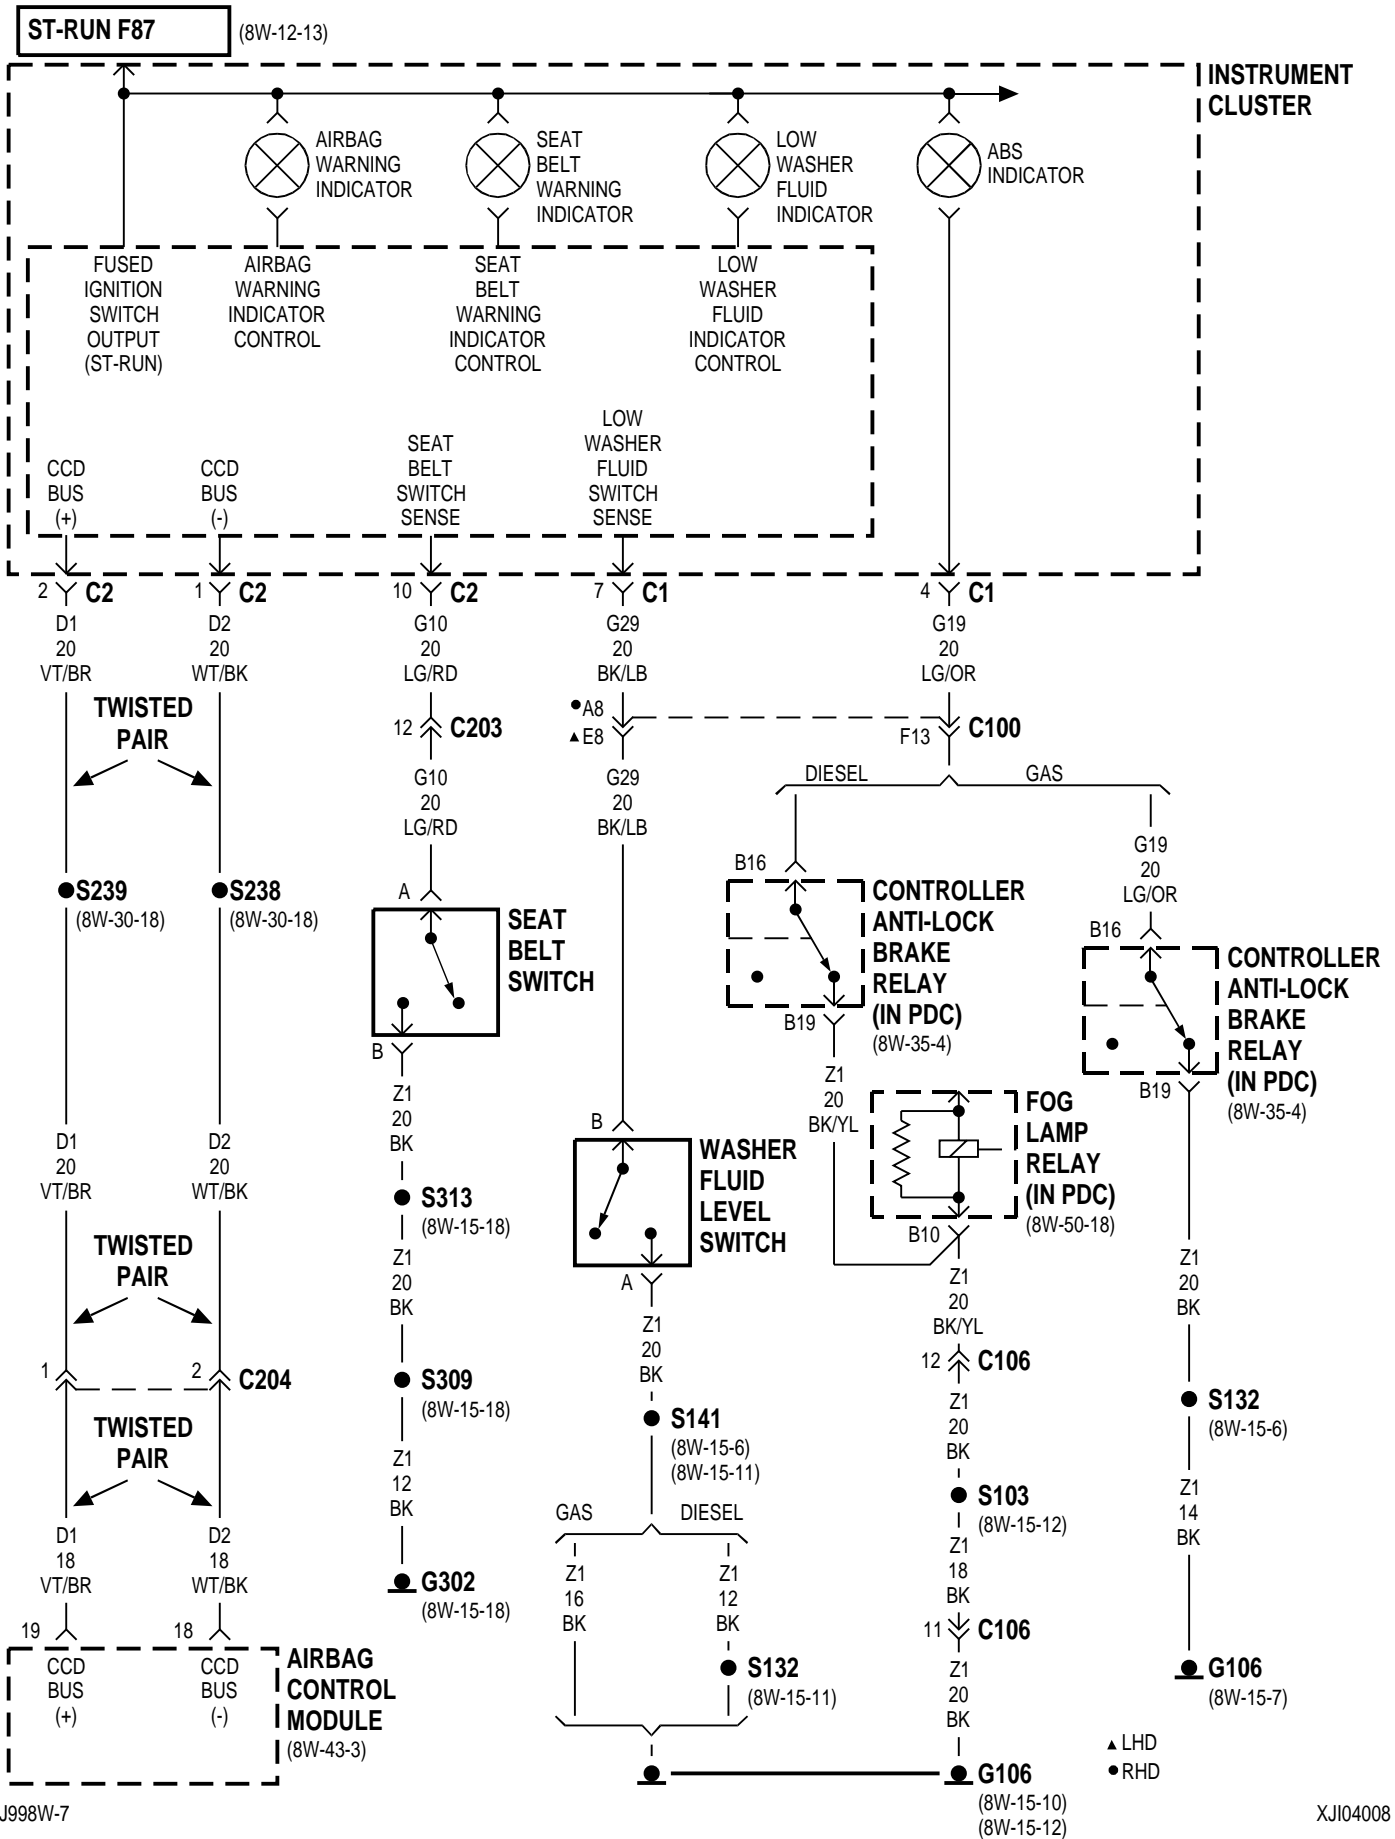 ST-RUN F87
(8W-12-13)
INSTRUMENT
CLUSTER
AIRBAG
WARNING
INDICATOR
SEAT
BELT
WARNING
INDICATOR
LOW
WASHER
FLUID
INDICATOR
ABS
INDICATOR
FUSED
IGNITION
SWITCH
OUTPUT
(ST-RUN)
AIRBAG
WARNING
INDICATOR
CONTROL
SEAT
BELT
WARNING
INDICATOR
CONTROL
LOW
WASHER
FLUID
INDICATOR
CONTROL
CCD
BUS
(+)
CCD
BUS
(-)
SEAT
BELT
SWITCH
SENSE
LOW
WASHER
FLUID
SWITCH
SENSE
2 C2
1 C2
10 C2
7 C1
4 C1
D1
20
VT/BR
D2
20
WT/BK
G10
20
LG/RD
G29
20
BK/LB
G19
20
LG/OR
TWISTED
PAIR
12 C203
●A8
▲E8
F13 C100
G10
20
LG/RD
G29
20
BK/LB
DIESEL
GAS
G19
20
LG/OR
S239
(8W-30-18)
S238
(8W-30-18)
A
SEAT
BELT
SWITCH
B
B16
CONTROLLER
ANTI-LOCK
BRAKE
RELAY
(IN PDC)
(8W-35-4)
B19
B16
CONTROLLER
ANTI-LOCK
BRAKE
RELAY
(IN PDC)
(8W-35-4)
B19
Z1
20
BK
Z1
20
BK/YL
FOG
LAMP
RELAY
(IN PDC)
(8W-50-18)
B10
D1
20
VT/BR
D2
20
WT/BK
S313
(8W-15-18)
B
WASHER
FLUID
LEVEL
SWITCH
A
TWISTED
PAIR
Z1
20
BK
Z1
20
BK
Z1
20
BK/YL
Z1
20
BK
1
2 C204
S309
(8W-15-18)
12 C106
S132
(8W-15-6)
TWISTED
PAIR
Z1
12
BK
S141
(8W-15-6)
(8W-15-11)
Z1
20
BK
S103
(8W-15-12)
Z1
14
BK
GAS
DIESEL
D1
18
VT/BR
D2
18
WT/BK
G302
(8W-15-18)
Z1
16
BK
Z1
12
BK
Z1
18
BK
11 C106
19
18
CCD
BUS
(+)
CCD
BUS
(-)
AIRBAG
CONTROL
MODULE
(8W-43-3)
S132
(8W-15-11)
Z1
20
BK
G106
(8W-15-7)
▲ LHD
● RHD
G106
(8W-15-10)
(8W-15-12)
J998W-7
XJI04008